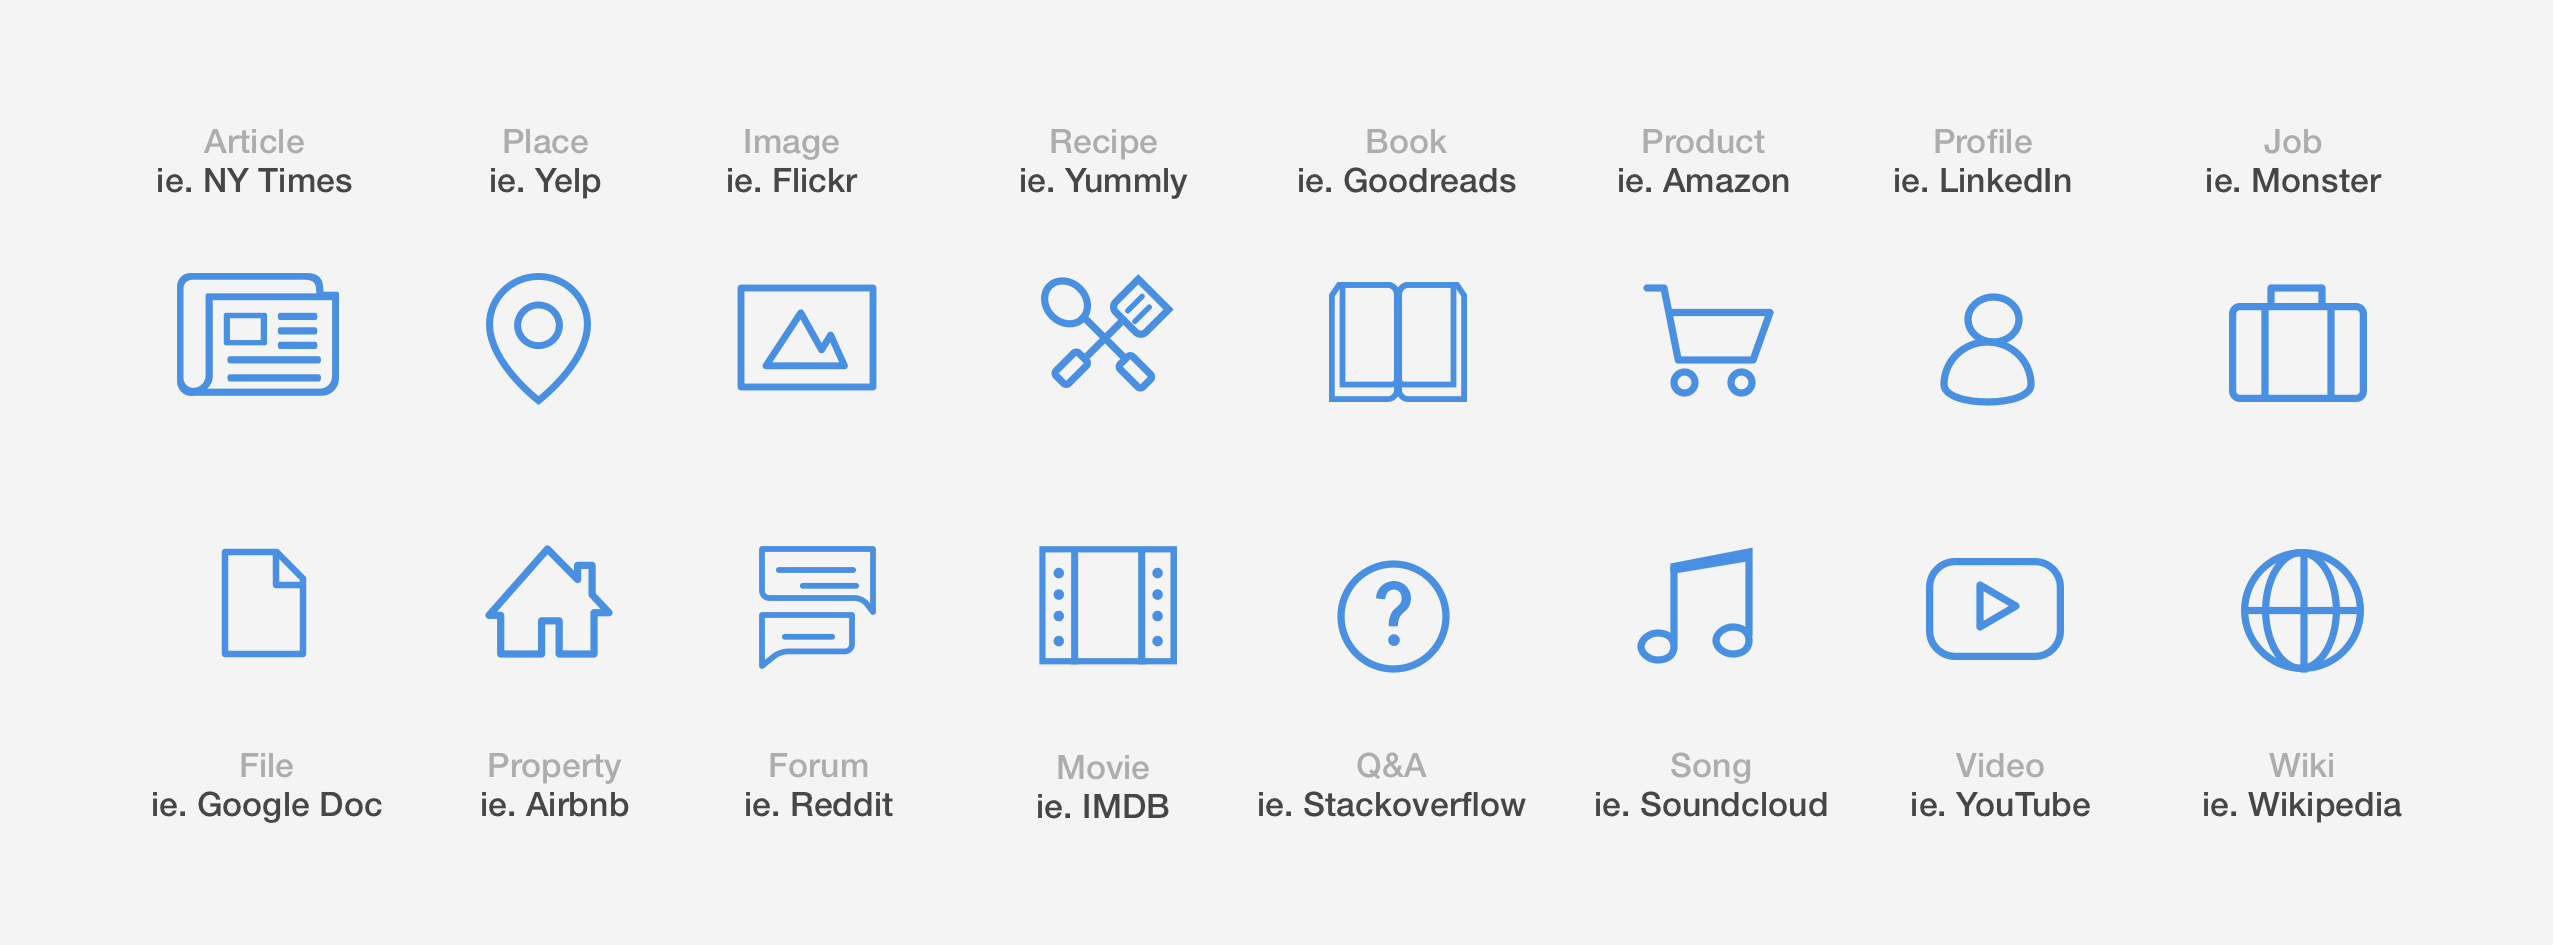 Article
ie. NY Times
Place
ie. Yelp
Image
ie. Flickr
Recipe
ie. Yummly
Book
ie. Goodreads
Product
ie. Amazon
Profile
ie. LinkedIn
Job
ie. Monster
File
ie. Google Doc
Property
ie. Airbnb
Forum
ie. Reddit
Movie
ie. IMDB
?
Q&A
ie. Stackoverflow
Song
ie. Soundcloud
Video
ie. YouTube
Wiki
ie. Wikipedia